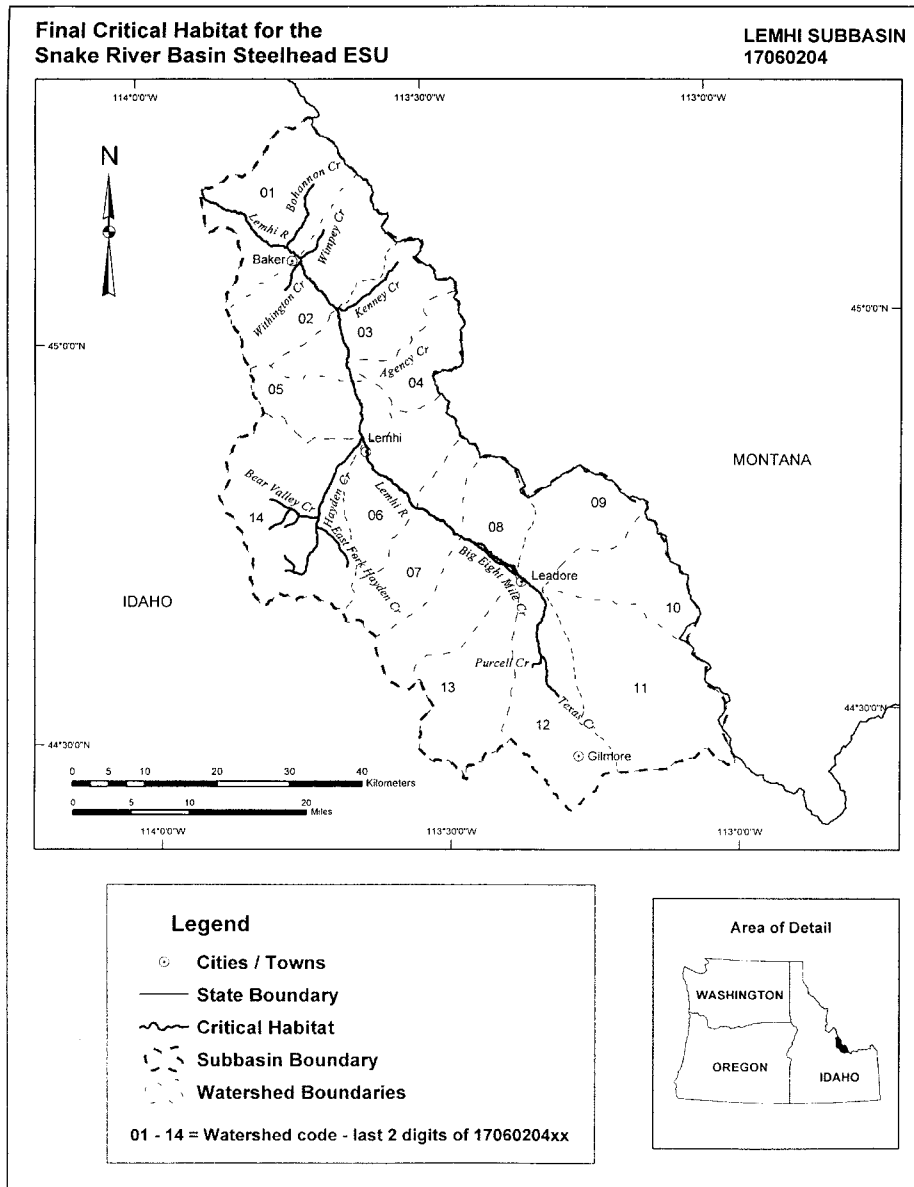 Final Critical Habitat for the
Snake River Basin Steelhead ESU
LEMHI SUBBASIN
17060204
114°0'0"W
113°30'0"W
113°0'0"W
N
01
Bohannon Cr
Lemhi R
Wimpey Cr
Baker
Withington Cr
02
Kenney Cr
03
45°0'0"N
45°0'0"N
Agency Cr
04
05
Lemhi
MONTANA
Bear Valley Cr
Hayden Cr
Lemhi R
14
06
08
09
East Fork Hayden Cr
Big Eight Mile Cr
Leadore
07
IDAHO
10
Purcell Cr
13
11
Texas Cr
12
44°30'0"N
44°30'0"N
Gilmore
0 5 10 20 30 40
Kilometers
0 5 10 20
Miles
114°0'0"W
113°30'0"W
113°0'0"W
Legend
Cities / Towns
State Boundary
Critical Habitat
Subbasin Boundary
Watershed Boundaries
01 - 14 = Watershed code - last 2 digits of 17060204xx
Area of Detail
WASHINGTON
OREGON
IDAHO